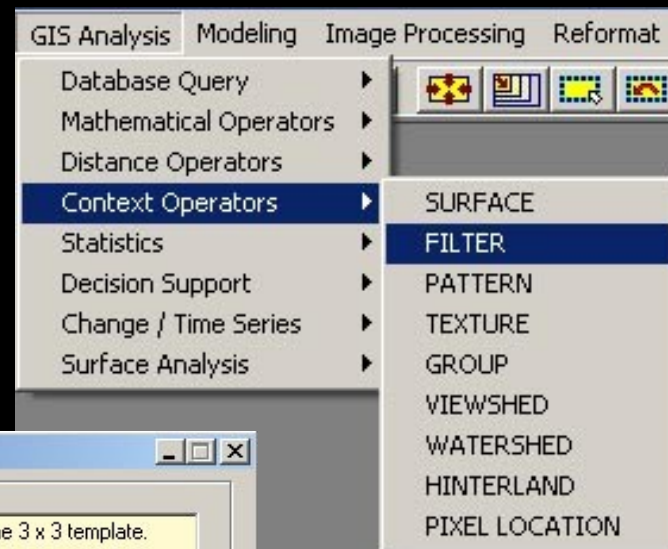 GIS Analysis Modeling Image Processing Reformat
Database Query
Mathematical Operators
Distance Operators
Context Operators
Statistics
Decision Support
Change / Time Series
Surface Analysis
SURFACE
FILTER
PATTERN
TEXTURE
GROUP
VIEWSHED
WATERSHED
HINTERLAND
PIXEL LOCATION
3 x 3 template.